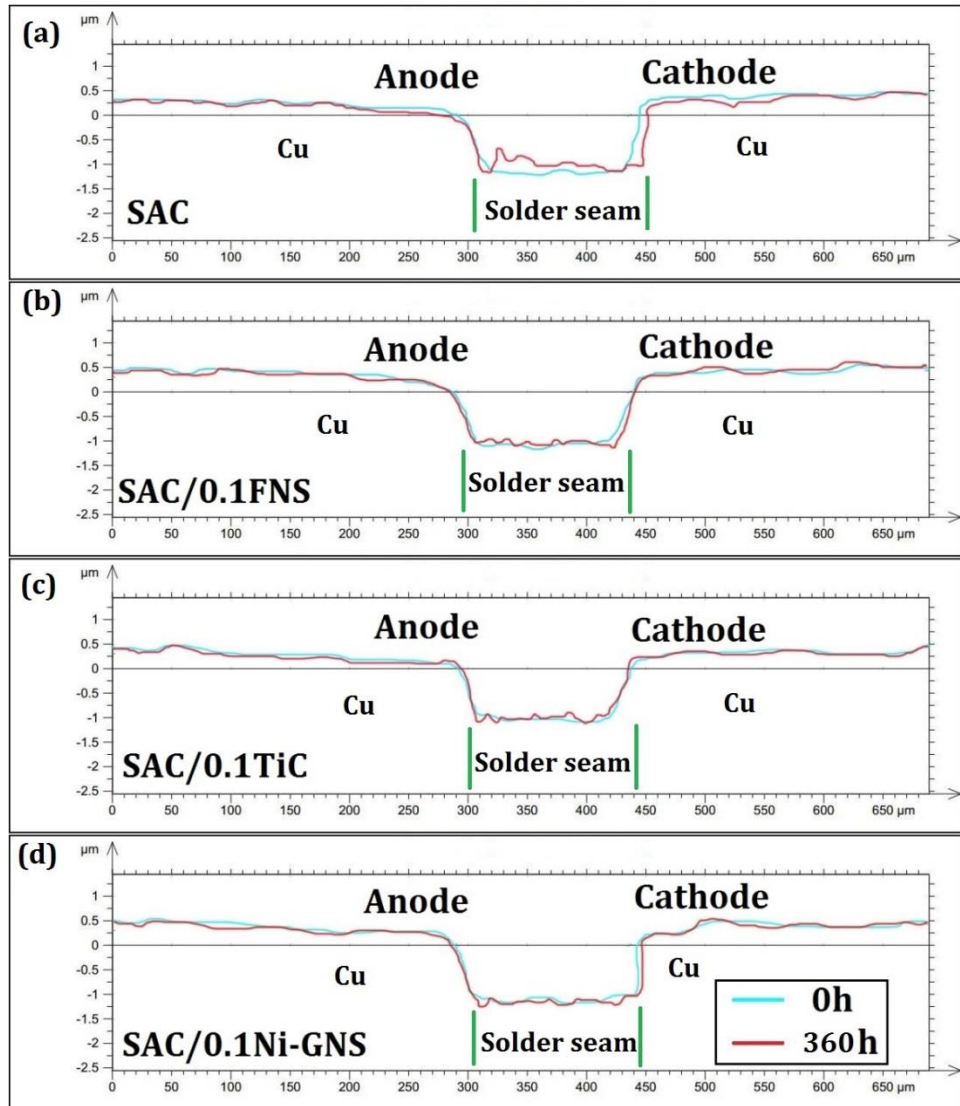 (a)
µm
Anode Cathode
1
0.5
0
-0.5
Cu Cu
-1
-1.5
SAC
Solder seam
-2
-2.5
0 50 100 150 200 250 300 350 400 450 500 550 600 650 µm
(b)
µm
Anode Cathode
1
0.5
0
-0.5
Cu Cu
-1
-1.5
SAC/0.1FNS
Solder seam
-2
-2.5
0 50 100 150 200 250 300 350 400 450 500 550 600 650 µm
(c)
µm
Anode Cathode
1
0.5
0
-0.5
Cu Cu
-1
-1.5
SAC/0.1TiC
Solder seam
-2
-2.5
0 50 100 150 200 250 300 350 400 450 500 550 600 650 µm
(d)
µm
Anode Cathode
1
0.5
0
-0.5
Cu Cu
-1
-1.5
SAC/0.1Ni-GNS
Solder seam
-2
-2.5
0h
360h
0 50 100 150 200 250 300 350 400 450 500 550 600 650 µm